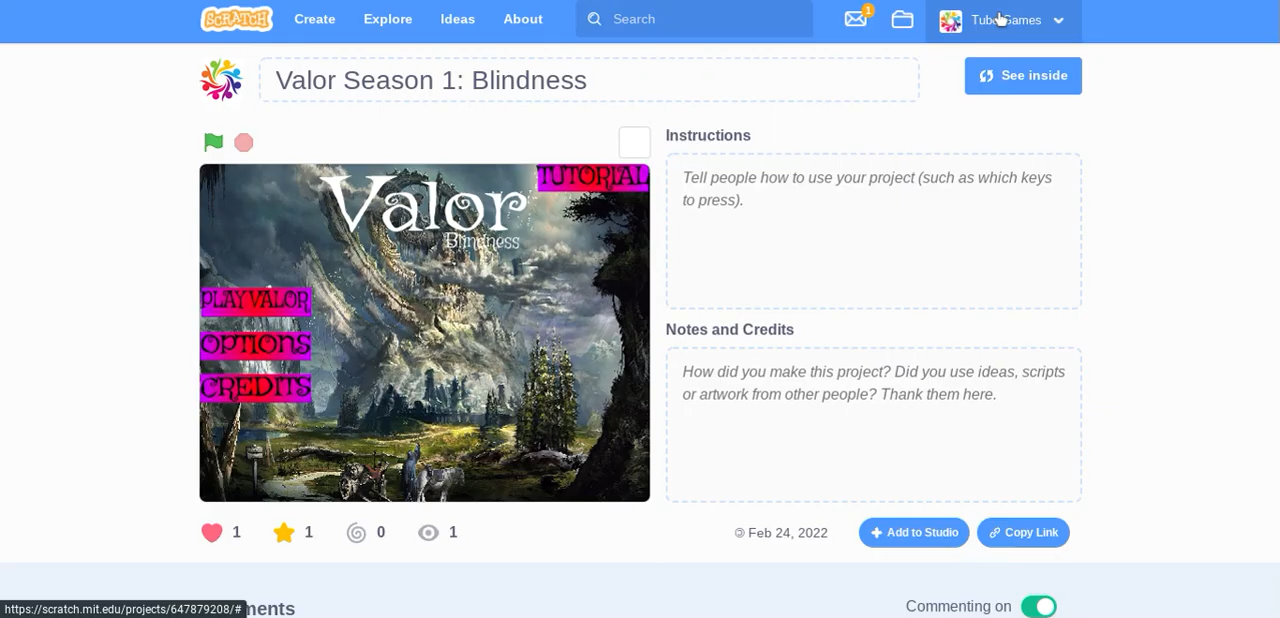 SCRATCH
Create
Explore
Ideas
About
Search
1
TubeGames
Valor Season 1: Blindness
See inside
Instructions
Tell people how to use your project (such as which keys
to press).
TUTORIAL
Valor
Blindness
PLAY VALOR
OPTIONS
CREDITS
Notes and Credits
How did you make this project? Did you use ideas, scripts
or artwork from other people? Thank them here.
1
1
0
1
Feb 24, 2022
Add to Studio
Copy Link
ments
Commenting on
https://scratch.mit.edu/projects/647879208/#